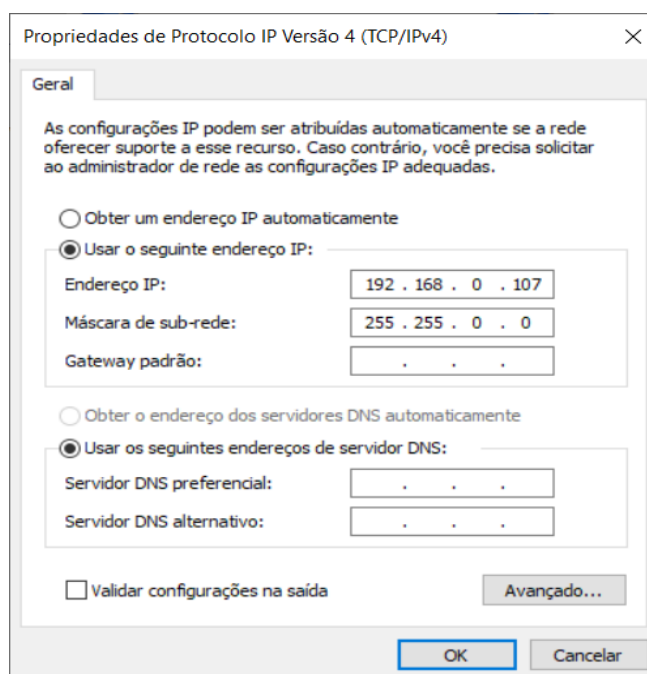 Propriedades de Protocolo IP Versão 4 (TCP/IPv4)
Geral
As configurações IP podem ser atribuídas automaticamente se a rede
oferecer suporte a esse recurso. Caso contrário, você precisa solicitar
ao administrador de rede as configurações IP adequadas.
Obter um endereço IP automaticamente
Usar o seguinte endereço IP:
Endereço IP: 192 . 168 . 0 . 107
Máscara de sub-rede: 255 . 255 . 0 . 0
Gateway padrão: . . .
Obter o endereço dos servidores DNS automaticamente
Usar os seguintes endereços de servidor DNS:
Servidor DNS preferencial: . . .
Servidor DNS alternativo: . . .
Validar configurações na saída Avançado...
OK Cancelar